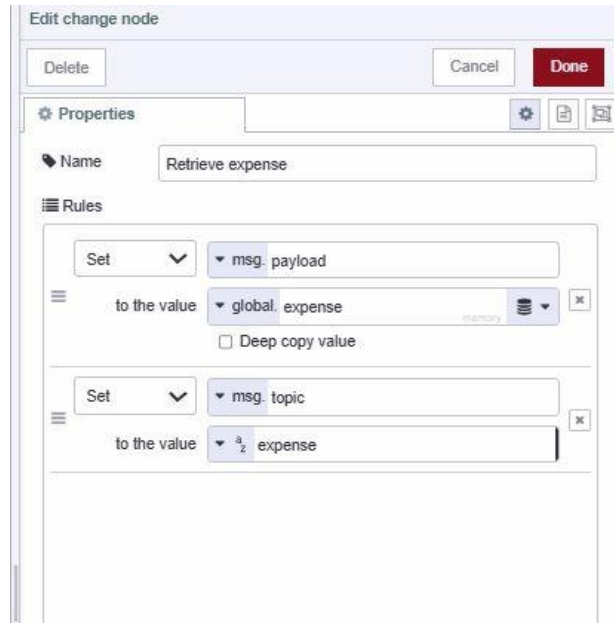 Edit change node
Delete Cancel Done
Properties
Name Retrieve expense
Rules
Set msg. payload
to the value global. expense memory
Deep copy value
Set msg. topic
to the value a z expense